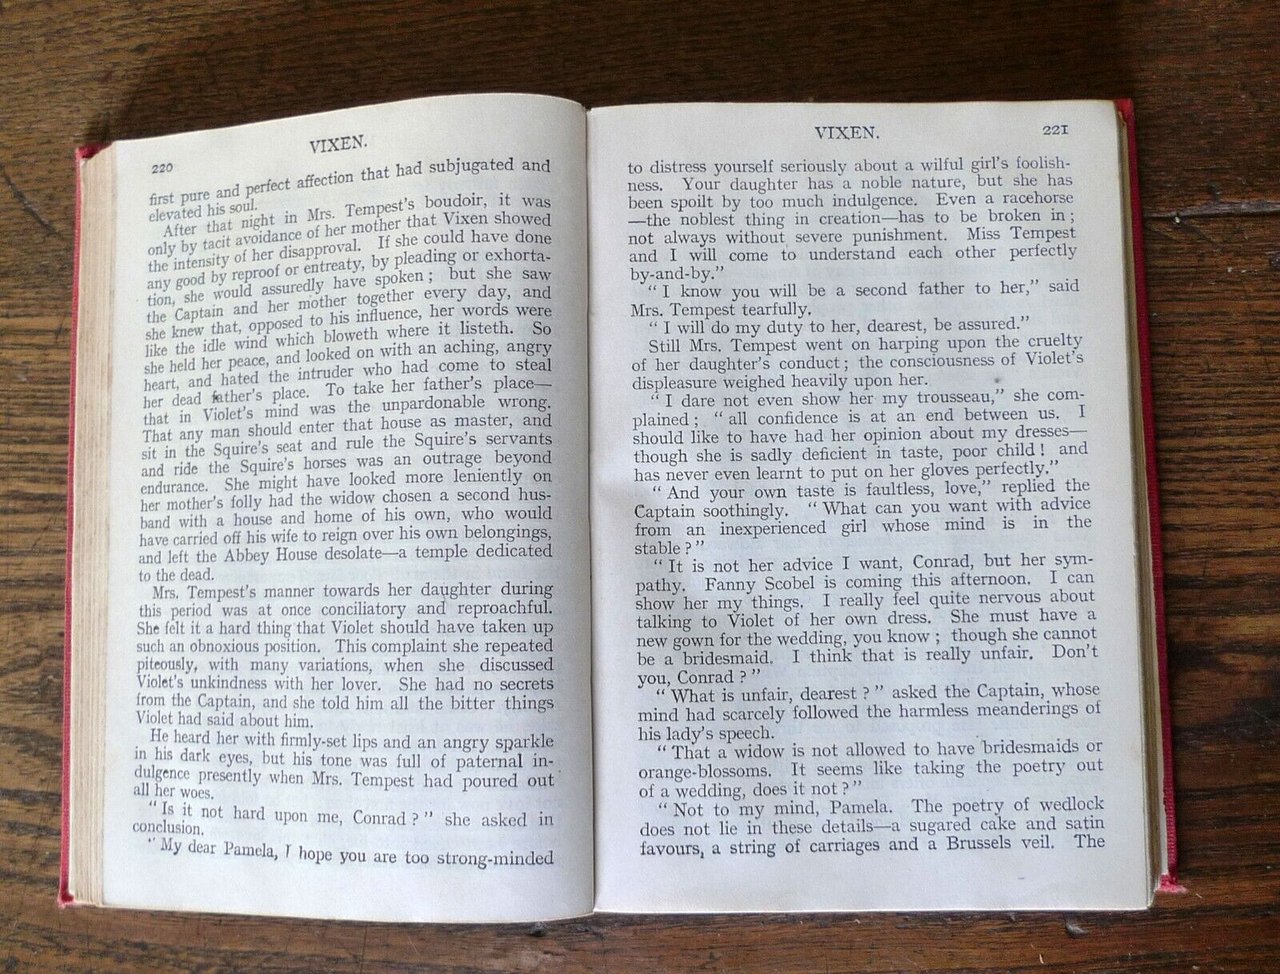 220
VIXEN.
first pure and perfect affection that had subjugated and
elevated his soul.
After that night in Mrs. Tempest's boudoir, it was
only by tacit avoidance of her mother that Vixen showed
the intensity of her disapproval. If she could have done
any good by reproof or entreaty, by pleading or exhorta-
tion, she would assuredly have spoken; but she saw
the Captain and her mother together every day, and
she knew that, opposed to his influence, her words were
like the idle wind which bloweth where it listeth. So
she held her peace, and looked on with an aching, angry
heart, and hated the intruder who had come to steal
her dead father's place. To take her father's place—
that in Violet's mind was the unpardonable wrong.
That any man should enter that house as master, and
sit in the Squire's seat and rule the Squire's servants
and ride the Squire's horses was an outrage beyond
endurance. She might have looked more leniently on
her mother's folly had the widow chosen a second hus-
band with a house and home of his own, who would
have carried off his wife to reign over his own belongings,
and left the Abbey House desolate—a temple dedicated
to the dead.
Mrs. Tempest's manner towards her daughter during
this period was at once conciliatory and reproachful.
She felt it a hard thing that Violet should have taken up
such an obnoxious position. This complaint she repeated
piteously, with many variations, when she discussed
Violet's unkindness with her lover. She had no secrets
from the Captain, and she told him all the bitter things
Violet had said about him.
He heard her with firmly-set lips and an angry sparkle
in his dark eyes, but his tone was full of paternal in-
dulgence presently when Mrs. Tempest had poured out
all her woes.
"Is it not hard upon me, Conrad?" she asked in
conclusion.
"My dear Pamela, I hope you are too strong-minded
VIXEN.
221
to distress yourself seriously about a wilful girl's foolish-
ness. Your daughter has a noble nature, but she has
been spoilt by too much indulgence. Even a racehorse
—the noblest thing in creation—has to be broken in;
not always without severe punishment. Miss Tempest
and I will come to understand each other perfectly
by-and-by."
"I know you will be a second father to her," said
Mrs. Tempest tearfully.
"I will do my duty to her, dearest, be assured."
Still Mrs. Tempest went on harping upon the cruelty
of her daughter's conduct; the consciousness of Violet's
displeasure weighed heavily upon her.
"I dare not even show her my trousseau," she com-
plained; "all confidence is at an end between us. I
should like to have had her opinion about my dresses—
though she is sadly deficient in taste, poor child! and
has never even learnt to put on her gloves perfectly."
"And your own taste is faultless, love," replied the
Captain soothingly. "What can you want with advice
from an inexperienced girl whose mind is in the
stable?"
"It is not her advice I want, Conrad, but her sym-
pathy. Fanny Scobel is coming this afternoon. I can
show her my things. I really feel quite nervous about
talking to Violet of her own dress. She must have a
new gown for the wedding, you know; though she cannot
be a bridesmaid. I think that is really unfair. Don't
you, Conrad?"
"What is unfair, dearest?" asked the Captain, whose
mind had scarcely followed the harmless meanderings of
his lady's speech.
"That a widow is not allowed to have bridesmaids or
orange-blossoms. It seems like taking the poetry out
of a wedding, does it not?"
"Not to my mind, Pamela. The poetry of wedlock
does not lie in these details—a sugared cake and satin
favours, a string of carriages and a Brussels veil. The